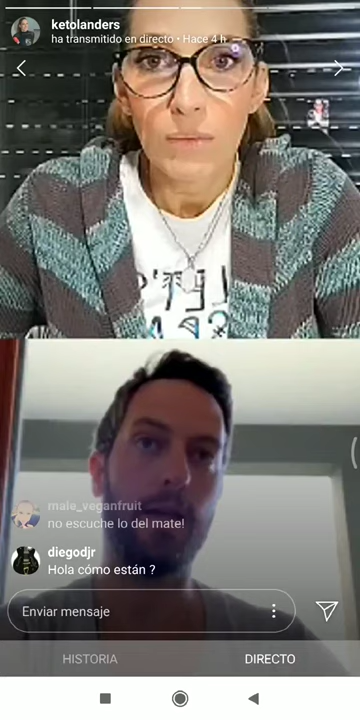 ketolanders
ha transmitido en directo • Hace 4 h
male_veganfruit
no escuche lo del mate!
diegodjr
Hola cómo están ?
Enviar mensaje
HISTORIA
DIRECTO